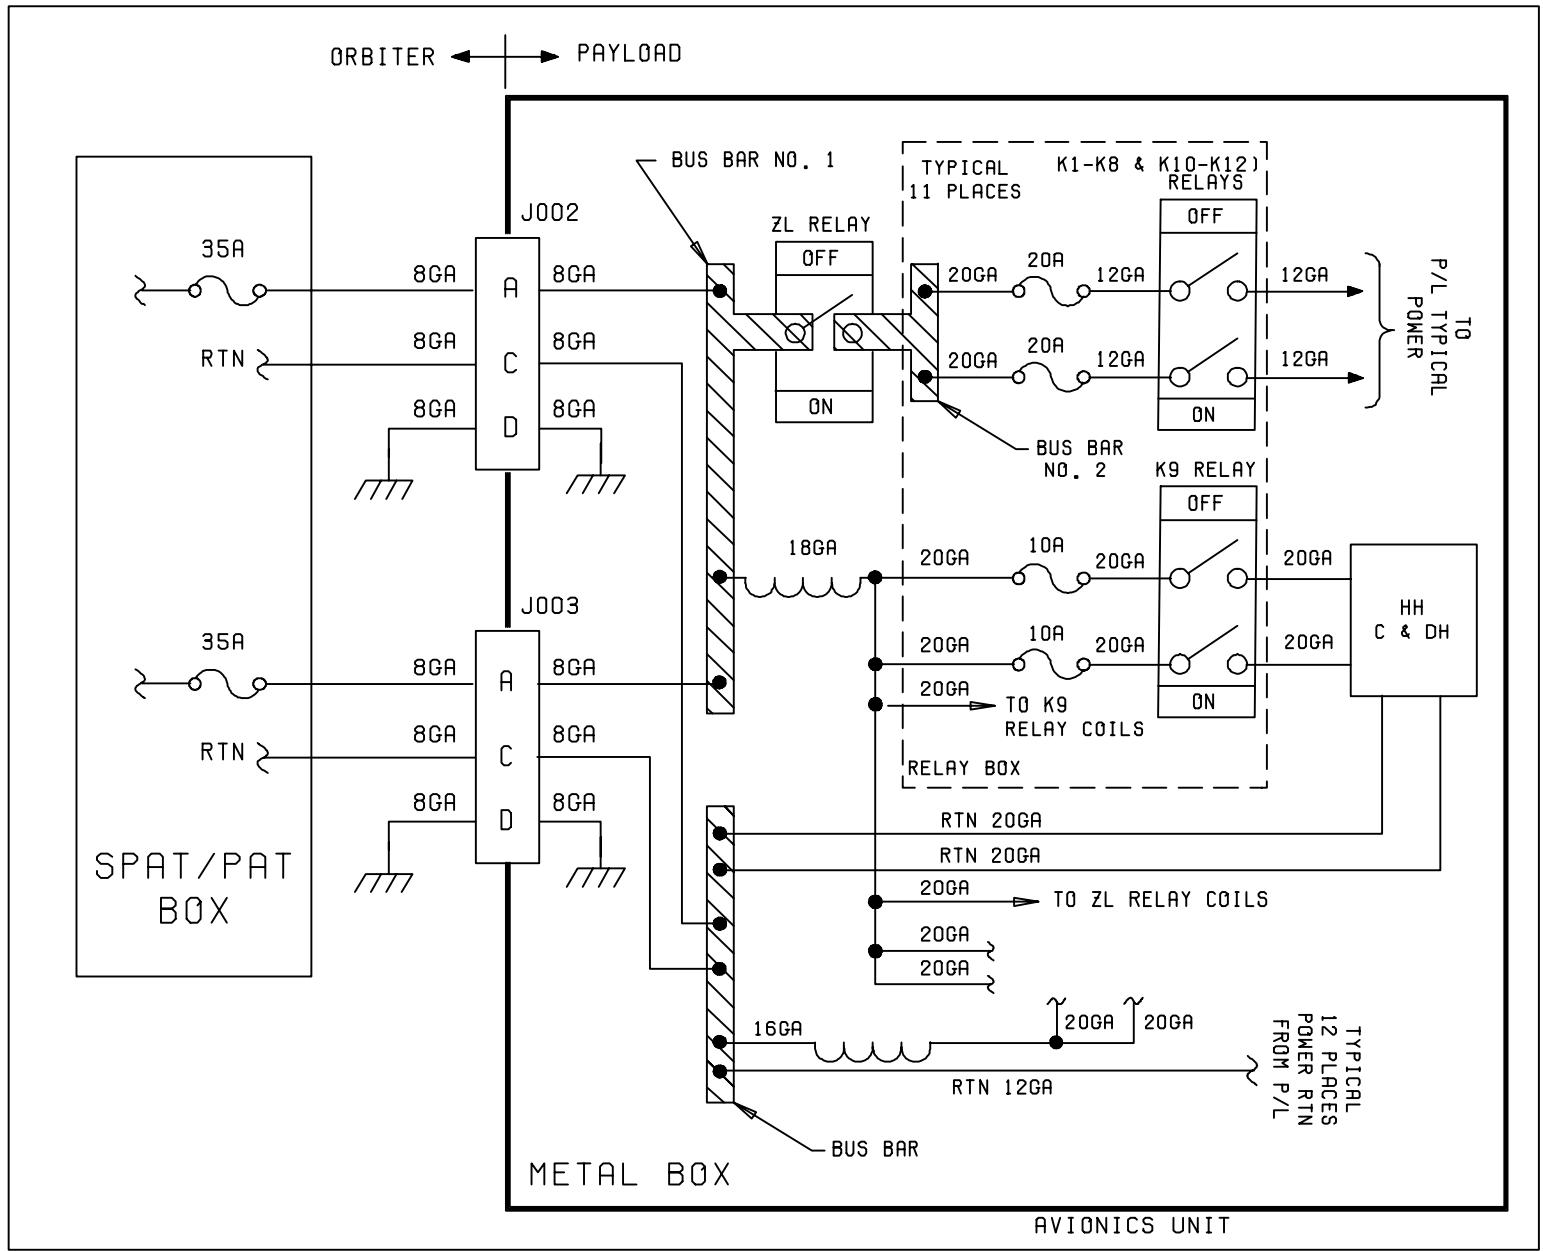 ORBITER PAYLOAD
BUS BAR NO. 1
TYPICAL
11 PLACES
K1-K8 & K10-K12)
RELAYS
J002
ZL RELAY
OFF
OFF
35A
8GA 8GA
A
20GA 20A 12GA 12GA
RTN
8GA 8GA
C
20GA 20A 12GA 12GA
TO
P/L TYPICAL
POWER
8GA 8GA
D
ON
ON
BUS BAR
NO. 2
K9 RELAY
OFF
18GA
20GA 10A 20GA 20GA
HH
C & DH
J003
35A
8GA 8GA
A
20GA 10A 20GA 20GA
20GA
TO K9
RELAY COILS
ON
RTN
8GA 8GA
C
RELAY BOX
8GA 8GA
D
RTN 20GA
RTN 20GA
SPAT/PAT
BOX
20GA
TO ZL RELAY COILS
20GA
20GA
16GA
20GA 20GA
RTN 12GA
TYPICAL
12 PLACES
POWER RTN
FROM P/L
BUS BAR
METAL BOX
AVIONICS UNIT